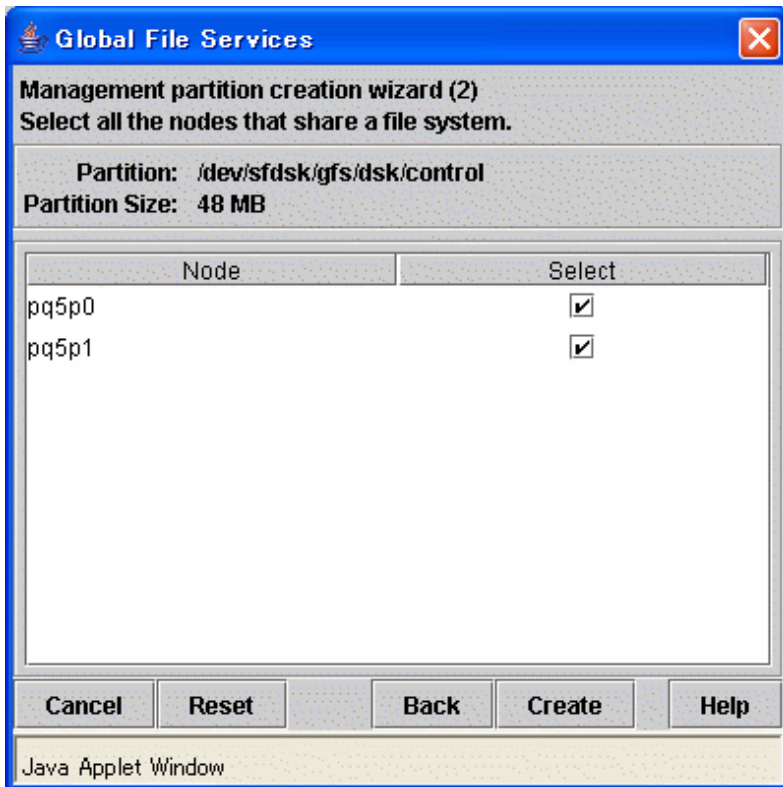 Global File Services
Management partition creation wizard (2)
Select all the nodes that share a file system.
Partition: /dev/sfdsk/gfs/dsk/control
Partition Size: 48 MB
Node Select
pq5p0
pq5p1
Cancel Reset Back Create Help
Java Applet Window